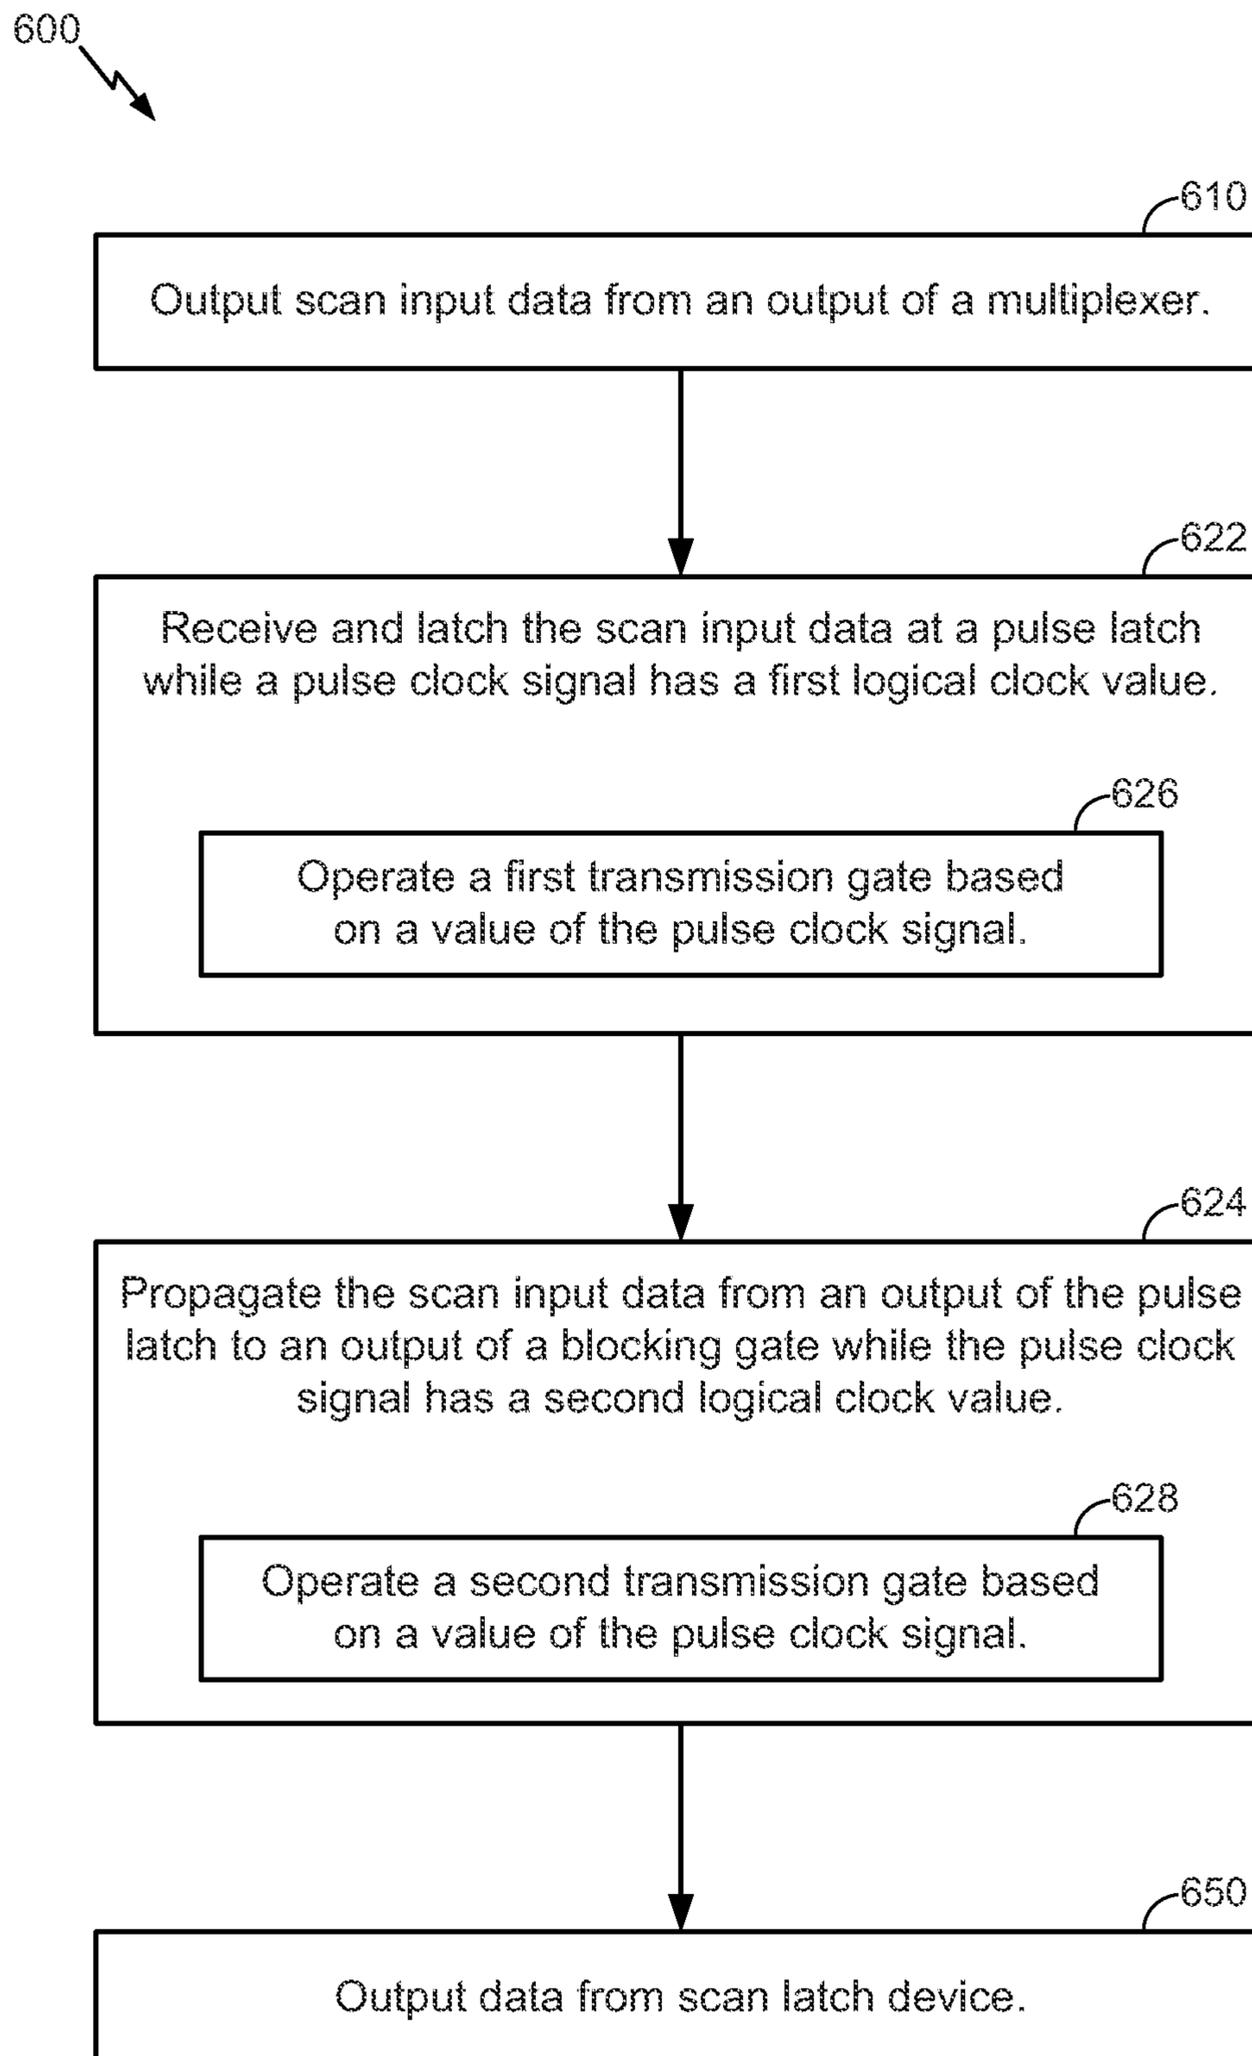 600
610
Output scan input data from an output of a multiplexer.
622
Receive and latch the scan input data at a pulse latch
while a pulse clock signal has a first logical clock value.
626
Operate a first transmission gate based
on a value of the pulse clock signal.
624
Propagate the scan input data from an output of the pulse
latch to an output of a blocking gate while the pulse clock
signal has a second logical clock value.
628
Operate a second transmission gate based
on a value of the pulse clock signal.
650
Output data from scan latch device.